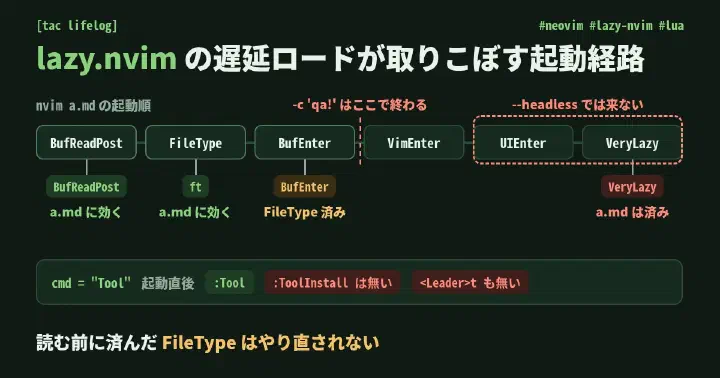 [tac lifelog]
#neovim #lazy-nvim #lua
lazy.nvim の遅延ロードが取りこぼす起動経路
nvim a.md の起動順
-c 'qa!' はここで終わる
--headless では来ない
BufReadPost
FileType
BufEnter
VimEnter
UIEnter
VeryLazy
BufReadPost
ft
BufEnter
VeryLazy
a.md に効く
a.md に効く
FileType 済み
a.md は済み
cmd = "Tool" 起動直後 :Tool :ToolInstall は無い <Leader>t も無い
読む前に済んだ FileType はやり直されない